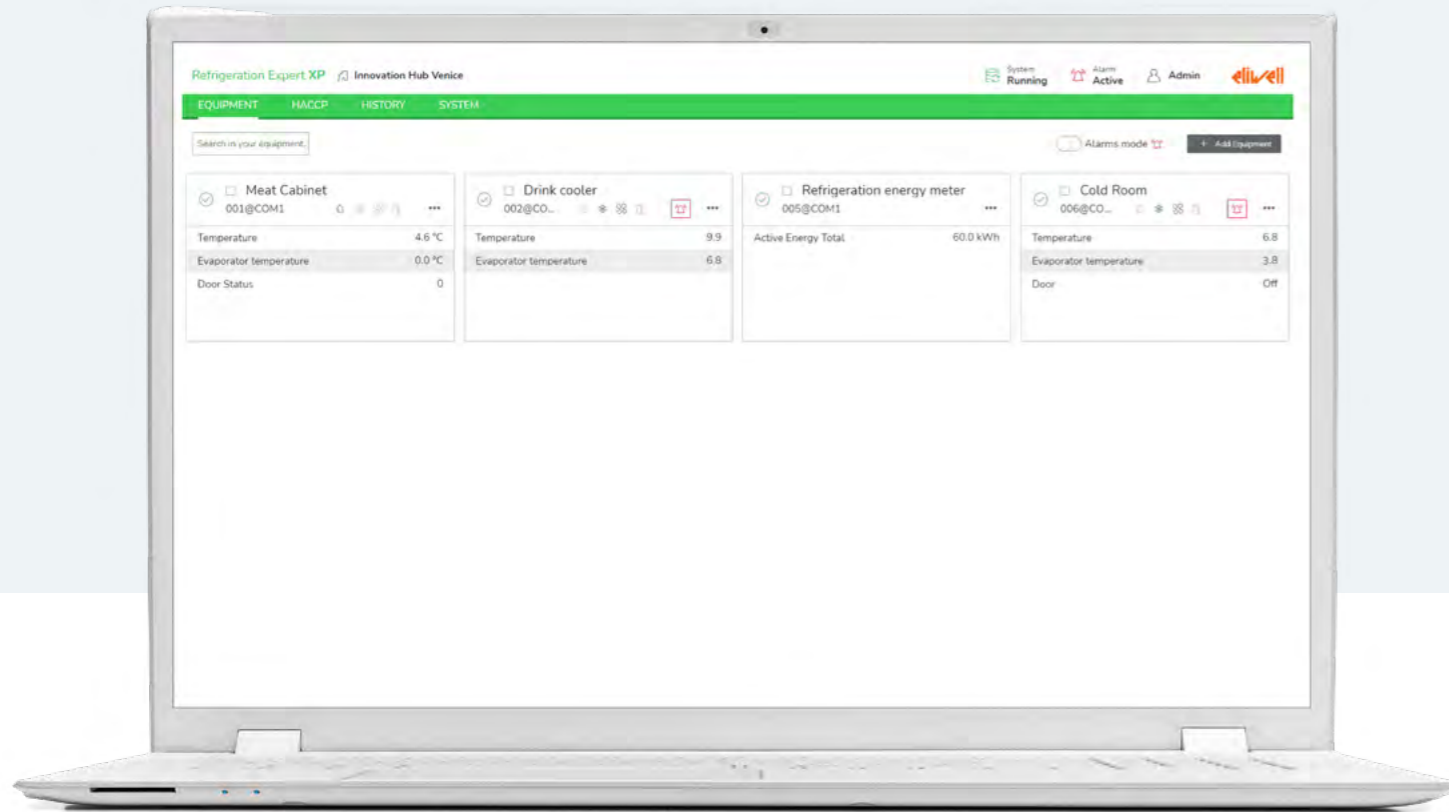 Refrigeration Expert XP Innovation Hub Venice System Running Alarm Active Admin eliwell
EQUIPMENT HACCP HISTORY SYSTEM
Search in your equipment. Alarms mode + Add Equipment
Meat Cabinet
001@COM1 ...
Temperature 4.6 °C
Evaporator temperature 0.0 °C
Door Status 0
Drink cooler
002@CO... ...
Temperature 9.9
Evaporator temperature 6.8
Refrigeration energy meter
005@COM1 ...
Active Energy Total 60.0 kWh
Cold Room
006@CO... ...
Temperature 6.8
Evaporator temperature 3.8
Door Off